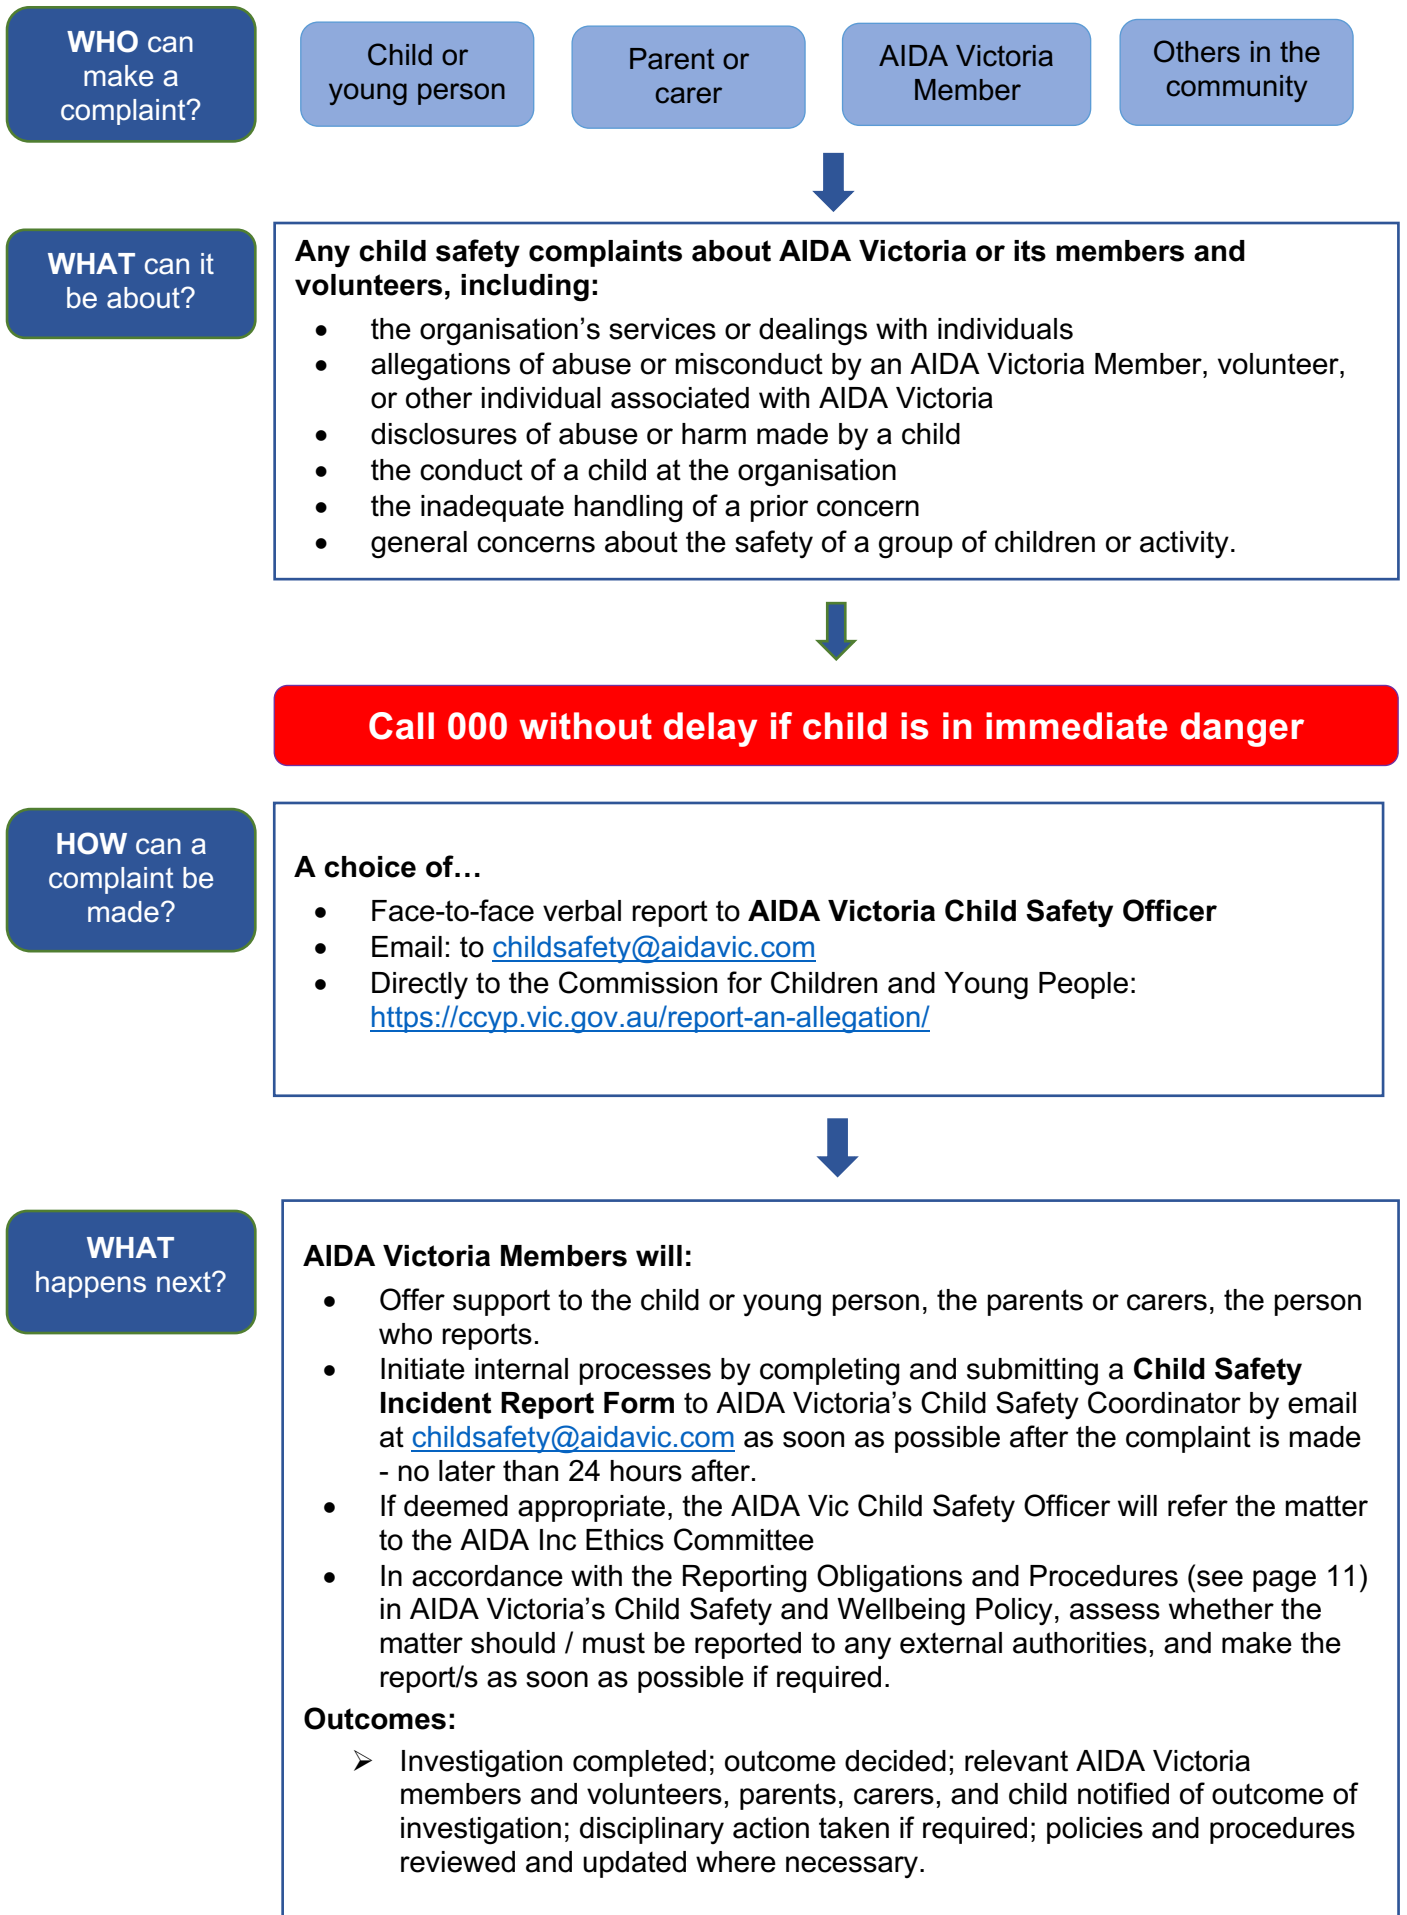 WHO can
make a
complaint?
Child or
young person
Parent or
carer
AIDA Victoria
Member
Others in the
community
WHAT can it
be about?
Any child safety complaints about AIDA Victoria or its members and
volunteers, including:
• the organisation’s services or dealings with individuals
• allegations of abuse or misconduct by an AIDA Victoria Member, volunteer,
or other individual associated with AIDA Victoria
• disclosures of abuse or harm made by a child
• the conduct of a child at the organisation
• the inadequate handling of a prior concern
• general concerns about the safety of a group of children or activity.
Call 000 without delay if child is in immediate danger
HOW can a
complaint be
made?
A choice of…
• Face-to-face verbal report to AIDA Victoria Child Safety Officer
• Email: to childsafety@aidavic.com
• Directly to the Commission for Children and Young People:
https://ccyp.vic.gov.au/report-an-allegation/
WHAT
happens next?
AIDA Victoria Members will:
• Offer support to the child or young person, the parents or carers, the person
who reports.
• Initiate internal processes by completing and submitting a Child Safety
Incident Report Form to AIDA Victoria’s Child Safety Coordinator by email
at childsafety@aidavic.com as soon as possible after the complaint is made
- no later than 24 hours after.
• If deemed appropriate, the AIDA Vic Child Safety Officer will refer the matter
to the AIDA Inc Ethics Committee
• In accordance with the Reporting Obligations and Procedures (see page 11)
in AIDA Victoria’s Child Safety and Wellbeing Policy, assess whether the
matter should / must be reported to any external authorities, and make the
report/s as soon as possible if required.
Outcomes:
➢ Investigation completed; outcome decided; relevant AIDA Victoria
members and volunteers, parents, carers, and child notified of outcome of
investigation; disciplinary action taken if required; policies and procedures
reviewed and updated where necessary.